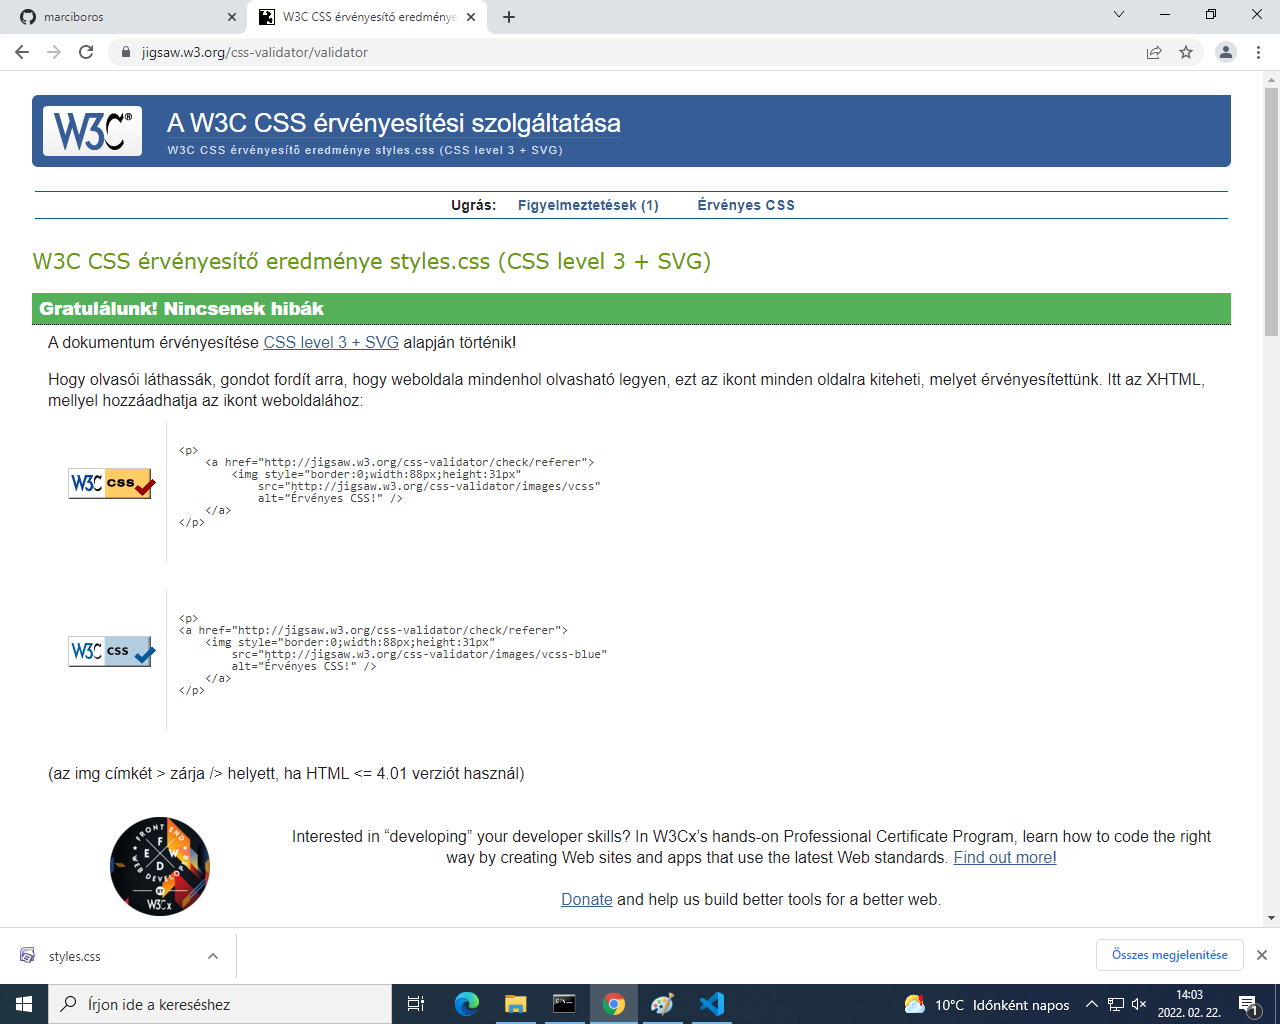 marciboros
W3C CSS érvényesítő eredménye
jigsaw.w3.org/css-validator/validator
W3C®
A W3C CSS érvényesítési szolgáltatása
W3C CSS érvényesítő eredménye styles.css (CSS level 3 + SVG)
Ugrás: Figyelmeztetések (1) Érvényes CSS
W3C CSS érvényesítő eredménye styles.css (CSS level 3 + SVG)
Gratulálunk! Nincsenek hibák
A dokumentum érvényesítése CSS level 3 + SVG alapján történik!
Hogy olvasói láthassák, gondot fordít arra, hogy weboldala mindenhol olvasható legyen, ezt az ikont minden oldalra kiteheti, melyet érvényesítettünk. Itt az XHTML,
mellyel hozzáadhatja az ikont weboldalához:
W3C css
<p>
<a href="http://jigsaw.w3.org/css-validator/check/referer">
<img style="border:0;width:88px;height:31px"
src="http://jigsaw.w3.org/css-validator/images/vcss"
alt="Érvényes CSS!" />
</a>
</p>
W3C css
<p>
<a href="http://jigsaw.w3.org/css-validator/check/referer">
<img style="border:0;width:88px;height:31px"
src="http://jigsaw.w3.org/css-validator/images/vcss-blue"
alt="Érvényes CSS!" />
</a>
</p>
(az img címkét > zárja /> helyett, ha HTML <= 4.01 verziót használ)
FRONT END
WEB DEVELOPER
F
E W
D
BY
W3Cx
Interested in “developing” your developer skills? In W3Cx’s hands-on Professional Certificate Program, learn how to code the right
way by creating Web sites and apps that use the latest Web standards. Find out more!
Donate and help us build better tools for a better web.
styles.css
Összes megjelenítése
Írjon ide a kereséshez
10°C Időnként napos
14:03
2022. 02. 22.
1